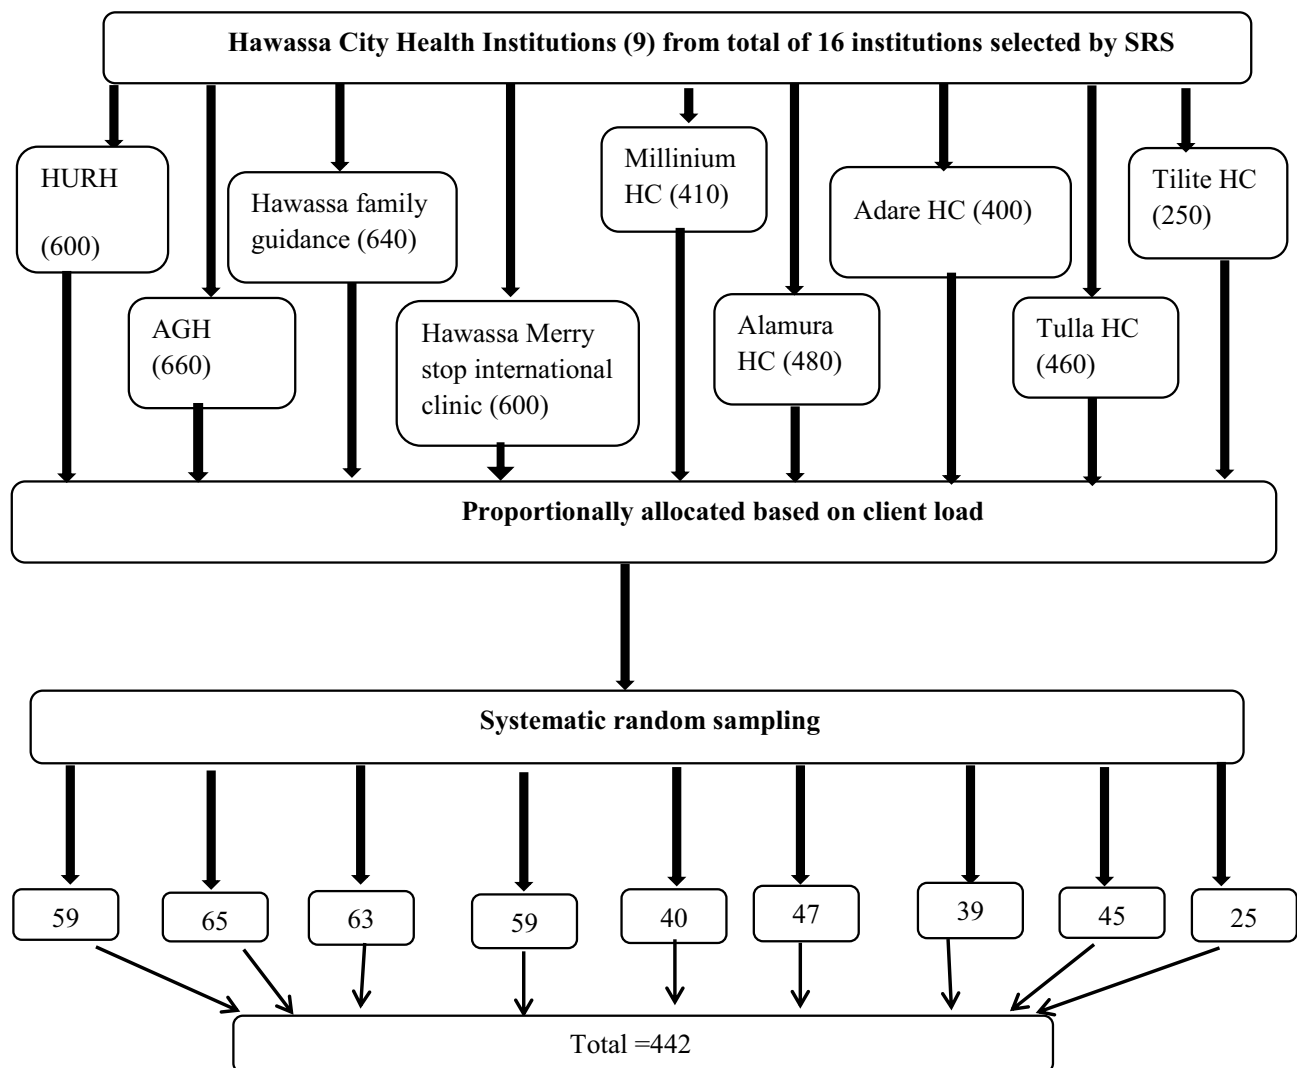 Hawassa City Health Institutions (9) from total of 16 institutions selected by SRS
HURH
(600)
AGH
(660)
Hawassa family
guidance (640)
Hawassa Merry
stop international
clinic (600)
Millinium
HC (410)
Alamura
HC (480)
Adare HC (400)
Tulla HC
(460)
Tilite HC
(250)
Proportionally allocated based on client load
Systematic random sampling
59
65
63
59
40
47
39
45
25
Total =442